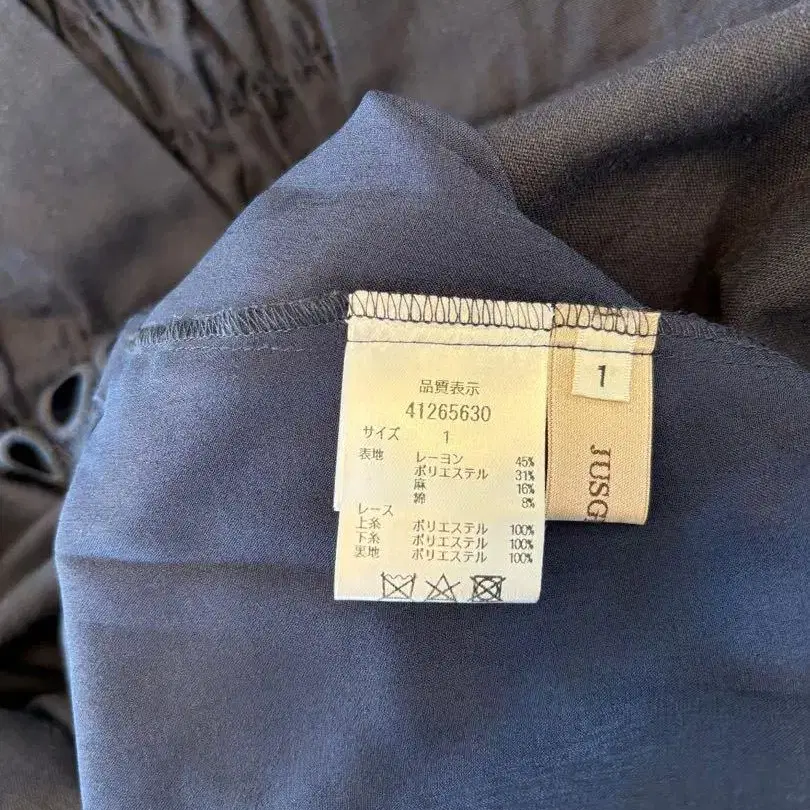 品質表示
41265630
サイズ 1
表地 レーヨン 45%
ポリエステル 31%
麻 16%
綿 8%
レース
上糸 ポリエステル 100%
下糸 ポリエステル 100%
裏地 ポリエステル 100%
1
JUSG